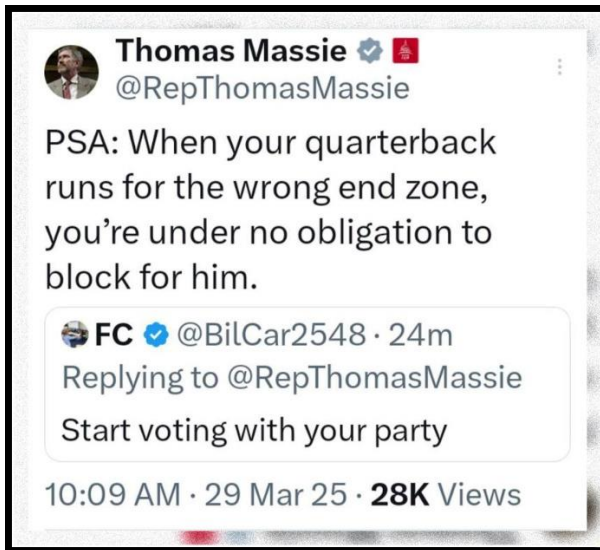 Thomas Massie
@RepThomasMassie
PSA: When your quarterback
runs for the wrong end zone,
you’re under no obligation to
block for him.
FC @BilCar2548 · 24m
Replying to @RepThomasMassie
Start voting with your party
10:09 AM · 29 Mar 25 · 28K Views